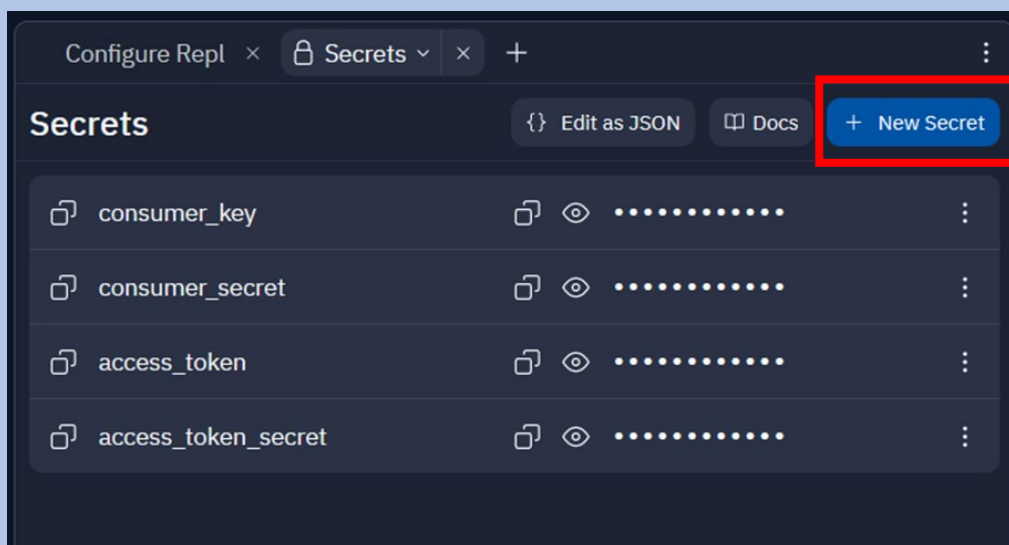 Configure Repl × Secrets ×
Secrets {} Edit as JSON Docs + New Secret
consumer_key ••••••••••••
consumer_secret ••••••••••••
access_token ••••••••••••
access_token_secret ••••••••••••